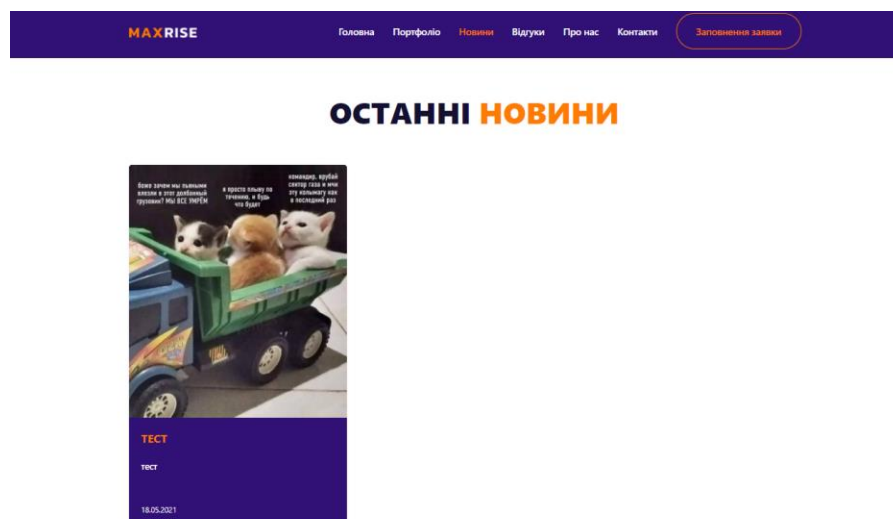 MAXRISE
Головна Портфоліо Новини Відгуки Про нас Контакти Заповнення заявки
ОСТАННІ НОВИНИ
боже зачем мы пьяными
влезли в этот долбанный
грузовик? МЫ ВСЕ УМРЁМ
я просто плыву по
течению, и будь
что будет
командир, врубай
сектор газа и мчи
эту колымагу как
в последний раз
ТЕСТ
тест
18.05.2021